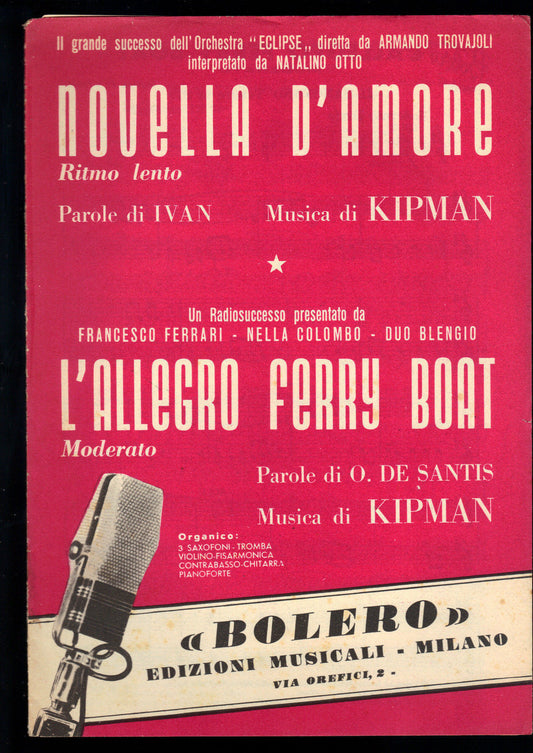 Il grande successo dell'Orchestra "ECLIPSE", diretta da ARMANDO TROVAJOLI
interpretato da NATALINO OTTO
NOVELLA D'AMORE
Ritmo lento
Parole di IVAN Musica di KIPMAN
Un Radiosuccesso presentato da
FRANCESCO FERRARI - NELLA COLOMBO - DUO BLENGIO
L'ALLEGRO FERRY BOAT
Moderato
Parole di O. DE SANTIS
Musica di KIPMAN
Organico:
3 SAXOFONI - TROMBA
VIOLINO-FISARMONICA
CONTRABASSO-CHITARRA
PIANOFORTE
«BOLERO»
EDIZIONI MUSICALI - MILANO
VIA OREFICI, 2 -